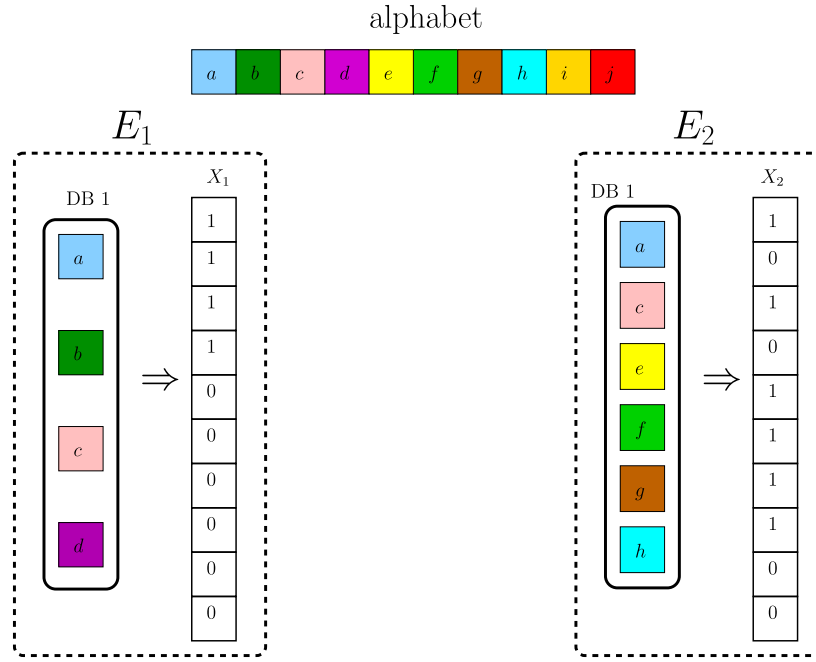 alphabet
a b c d e f g h i j
E₁ E₂
X₁ X₂
DB 1 DB 1
1 1
a a
1 0
c
1 1
b
1 0
e
⇒ ⇒
0 1
f
0 1
c
0 1
g
0 1
d h
0 0
0 0